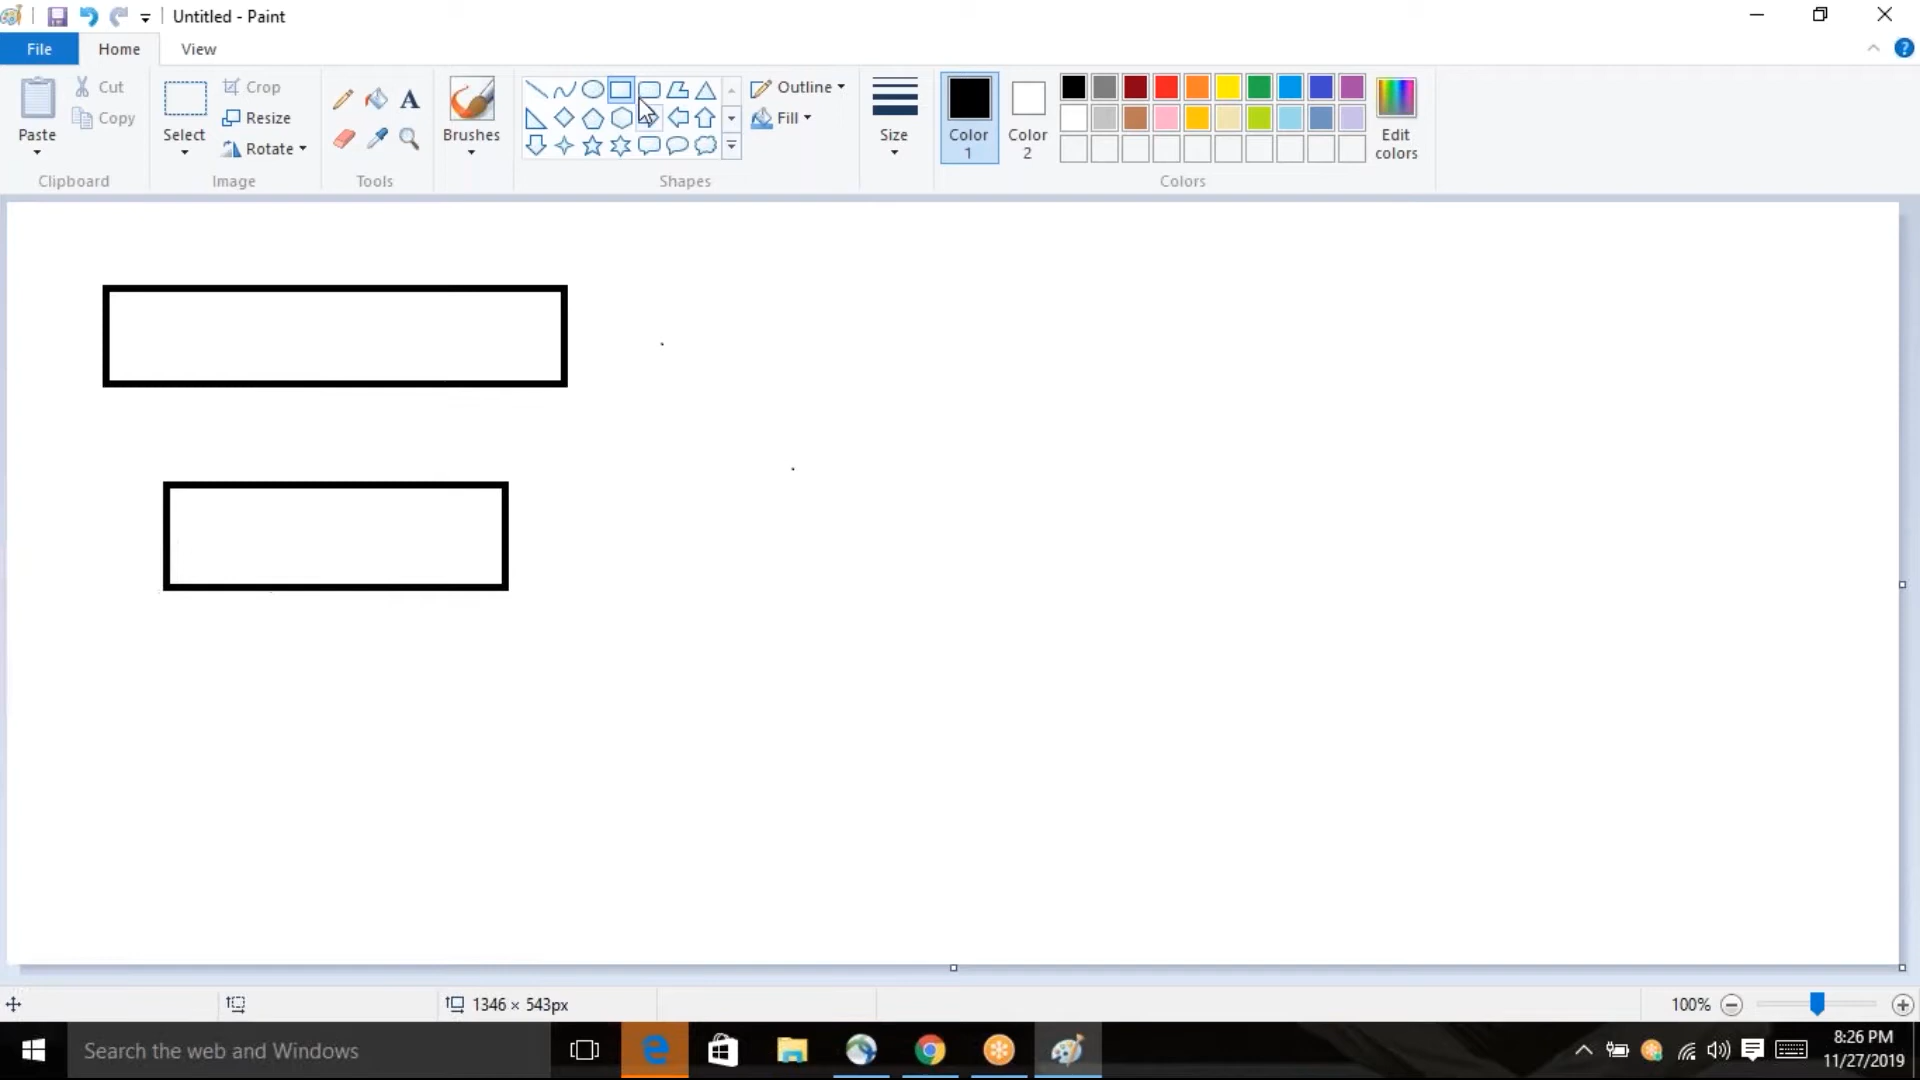 Untitled - Paint
File Home View
Paste
Cut
Copy
Clipboard
Select
Crop
Resize
Rotate
Image
A
Tools
Brushes
Outline
Fill
Shapes
Size
Color 1
Color 2
Edit colors
Colors
1346 × 543px
100%
Search the web and Windows
8:26 PM
11/27/2019